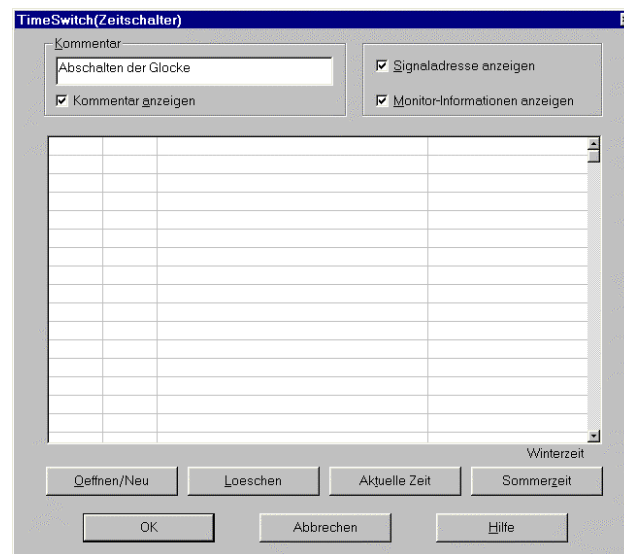 TimeSwitch(Zeitschalter)
Kommentar
Abschalten der Glocke
Kommentar anzeigen
Signaladresse anzeigen
Monitor-Informationen anzeigen
Winterzeit
Oeffnen/Neu
Loeschen
Aktuelle Zeit
Sommerzeit
OK
Abbrechen
Hilfe